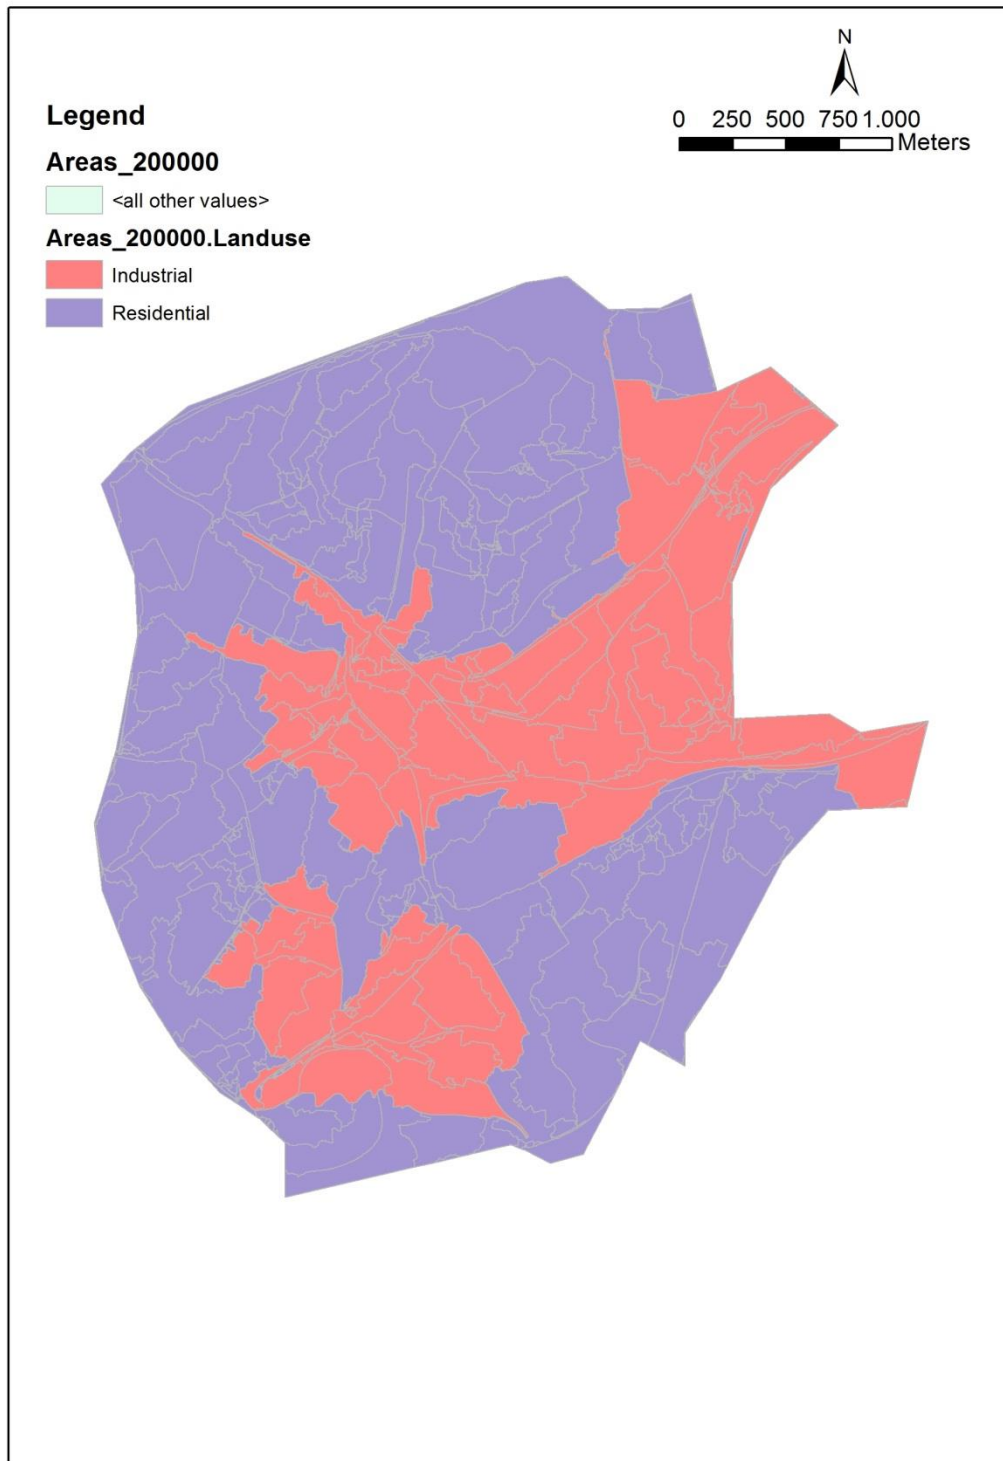 N
0 250 500 750 1.000
Meters
Legend
Areas_200000
<all other values>
Areas_200000.Landuse
Industrial
Residential